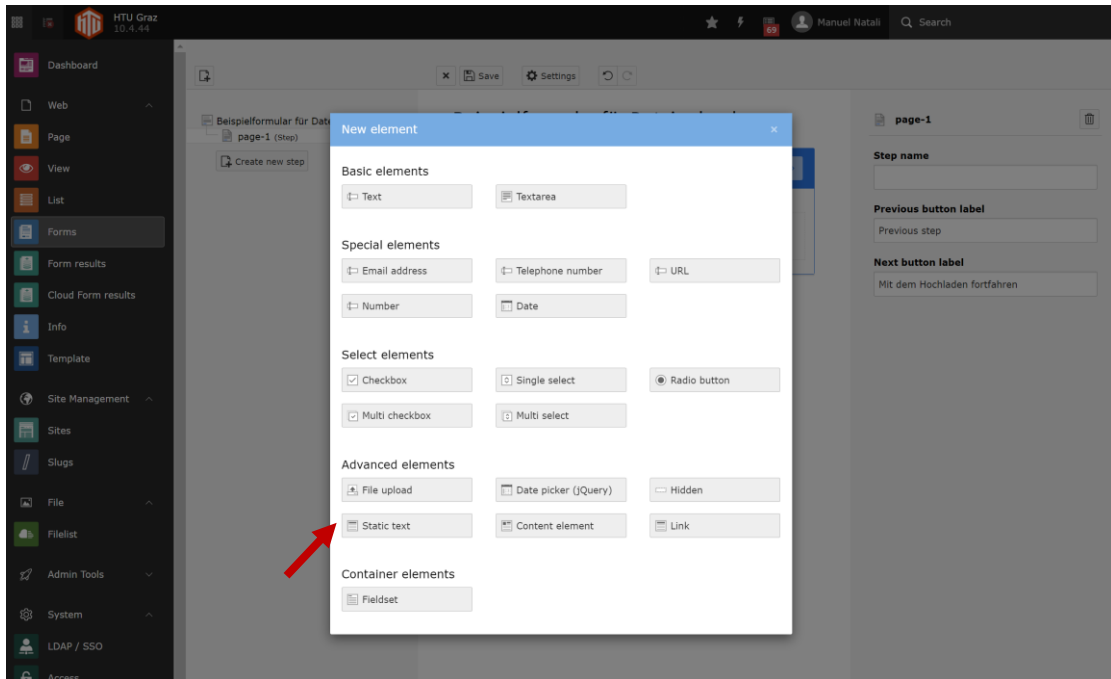 HTU Graz
10.4.44
69
Manuel Natali
Search
Dashboard
Web
Page
View
List
Forms
Form results
Cloud Form results
Info
Template
Site Management
Sites
Slugs
File
Filelist
Admin Tools
System
LDAP / SSO
Access
Save
Settings
Beispielformular für Date
page-1 (Step)
Create new step
New element
Basic elements
Text
Textarea
Special elements
Email address
Telephone number
URL
Number
Date
Select elements
Checkbox
Single select
Radio button
Multi checkbox
Multi select
Advanced elements
File upload
Date picker (jQuery)
Hidden
Static text
Content element
Link
Container elements
Fieldset
page-1
Step name
Previous button label
Previous step
Next button label
Mit dem Hochladen fortfahren